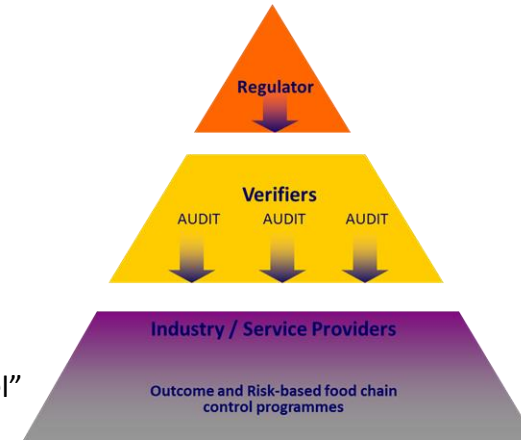 Regulator
Verifiers
AUDIT AUDIT AUDIT
Industry / Service Providers
Outcome and Risk-based food chain
control programmes